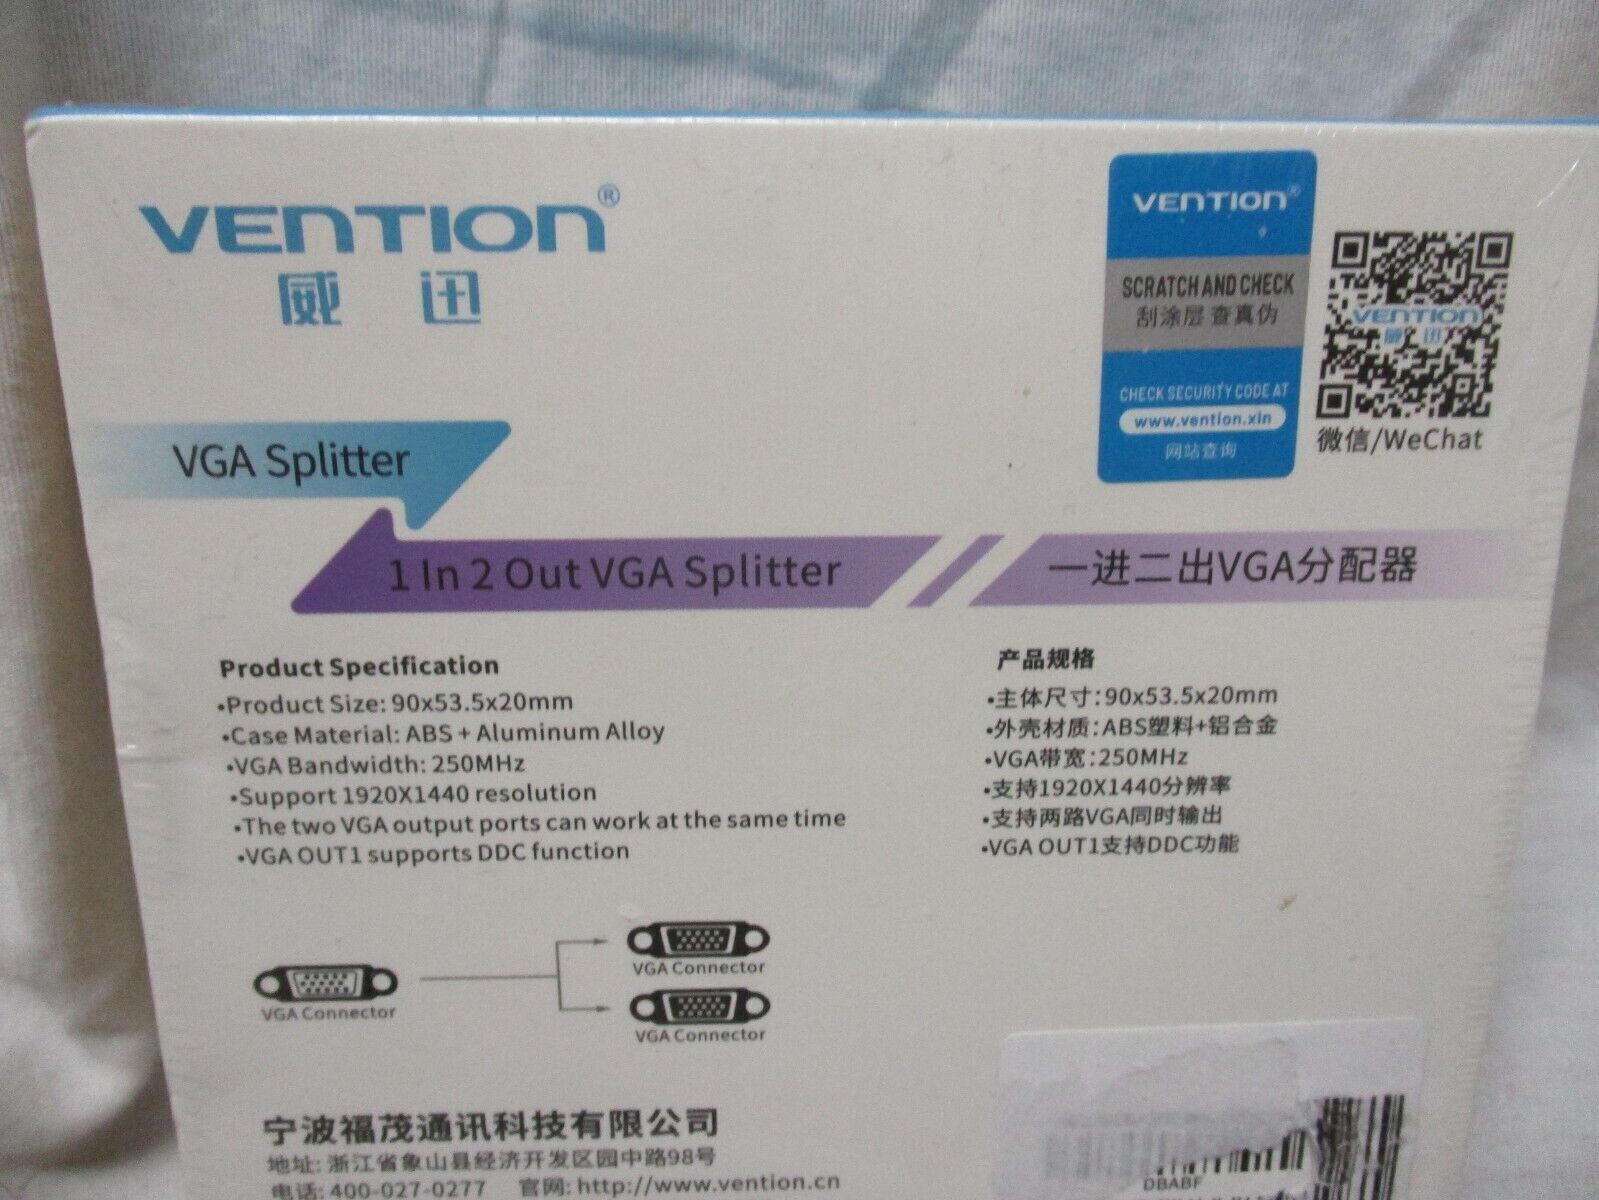 VENTION®
威迅
VENTION®
SCRATCH AND CHECK
刮涂层 查真伪
CHECK SECURITY CODE AT
www.vention.xin
网站查询
VENTION
威迅
微信/WeChat
VGA Splitter
1 In 2 Out VGA Splitter
一进二出VGA分配器
Product Specification
•Product Size: 90x53.5x20mm
•Case Material: ABS + Aluminum Alloy
•VGA Bandwidth: 250MHz
•Support 1920X1440 resolution
•The two VGA output ports can work at the same time
•VGA OUT1 supports DDC function
产品规格
•主体尺寸:90x53.5x20mm
•外壳材质:ABS塑料+铝合金
•VGA带宽:250MHz
•支持1920X1440分辨率
•支持两路VGA同时输出
•VGA OUT1支持DDC功能
VGA Connector
VGA Connector
VGA Connector
宁波福茂通讯科技有限公司
地址: 浙江省象山县经济开发区园中路98号
电话: 400-027-0277 官网: http://www.vention.cn
DBABF